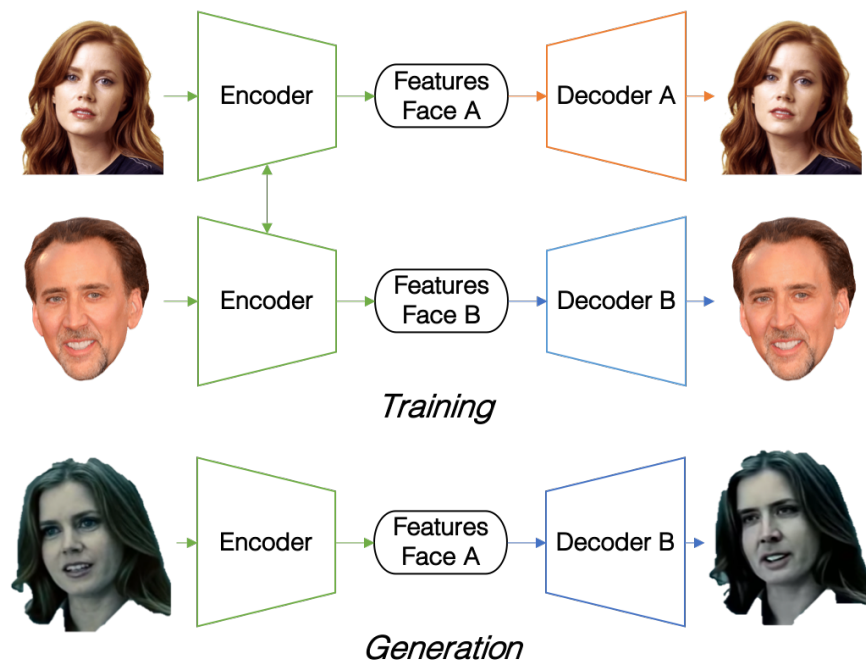 Encoder
Features
Face A
Decoder A
Encoder
Features
Face B
Decoder B
Training
Encoder
Features
Face A
Decoder B
Generation